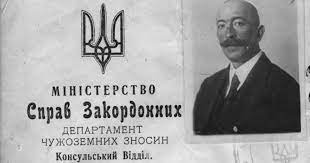 МІНІСТЕРСТВО
Справ Закордонних
ДЕПАРТАМЕНТ
ЧУЖОЗЕМНИХ ЗНОСИН
Консульський Відділ.